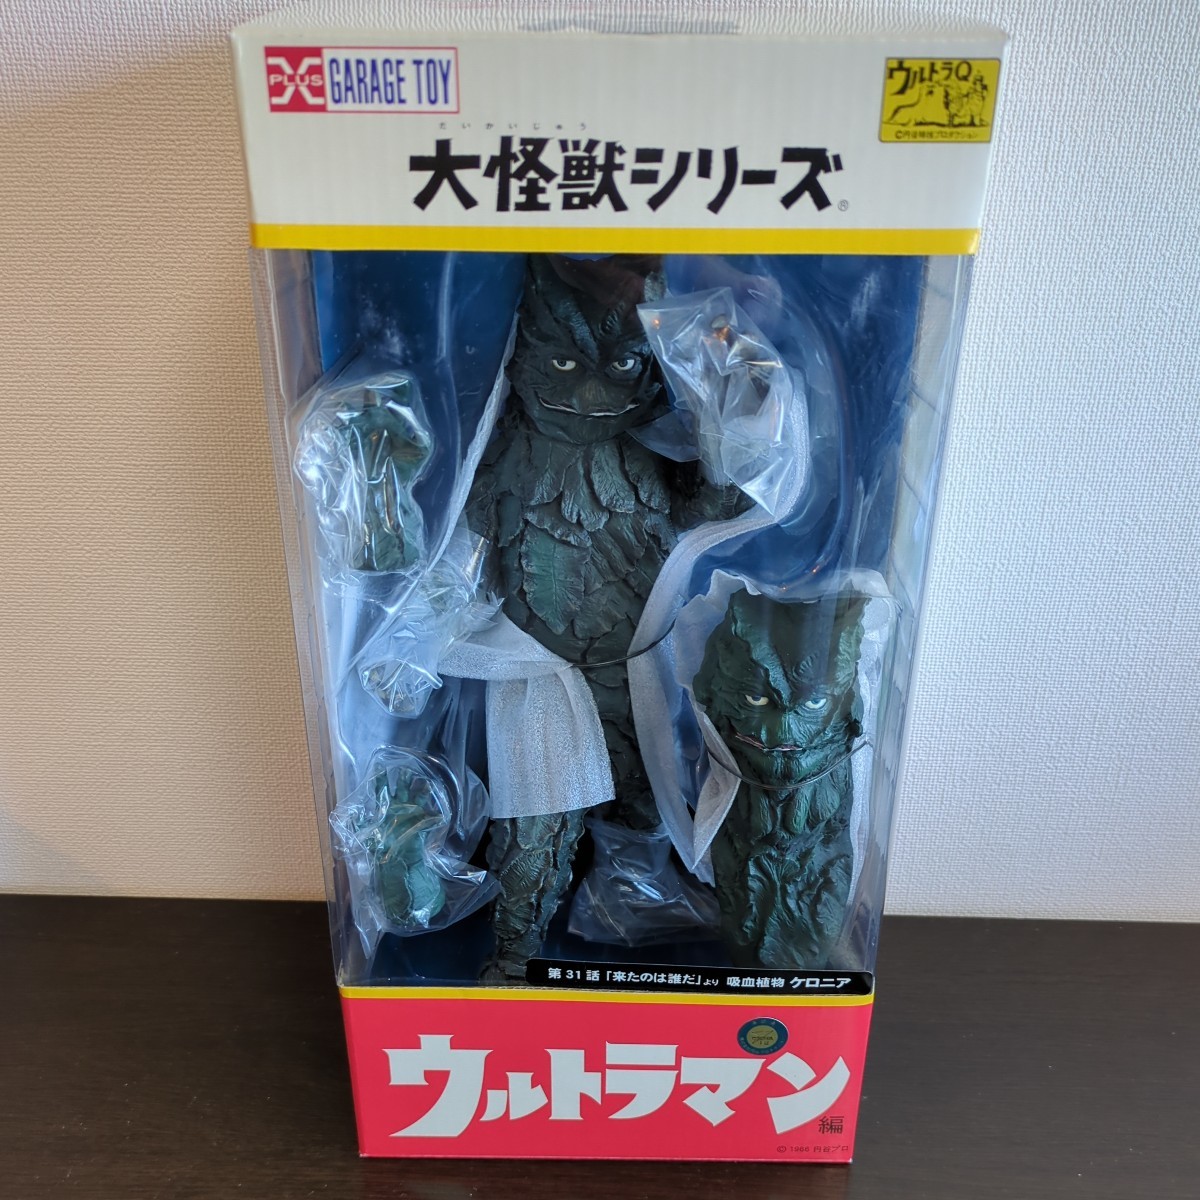 X PLUS
GARAGE TOY
ウルトラQ
©円谷特技プロダクション
だいかいじゅう
大怪獣シリーズ®
第31話「来たのは誰だ」より 吸血植物 ケロニア
ウルトラマン
編
©1966 円谷プロ